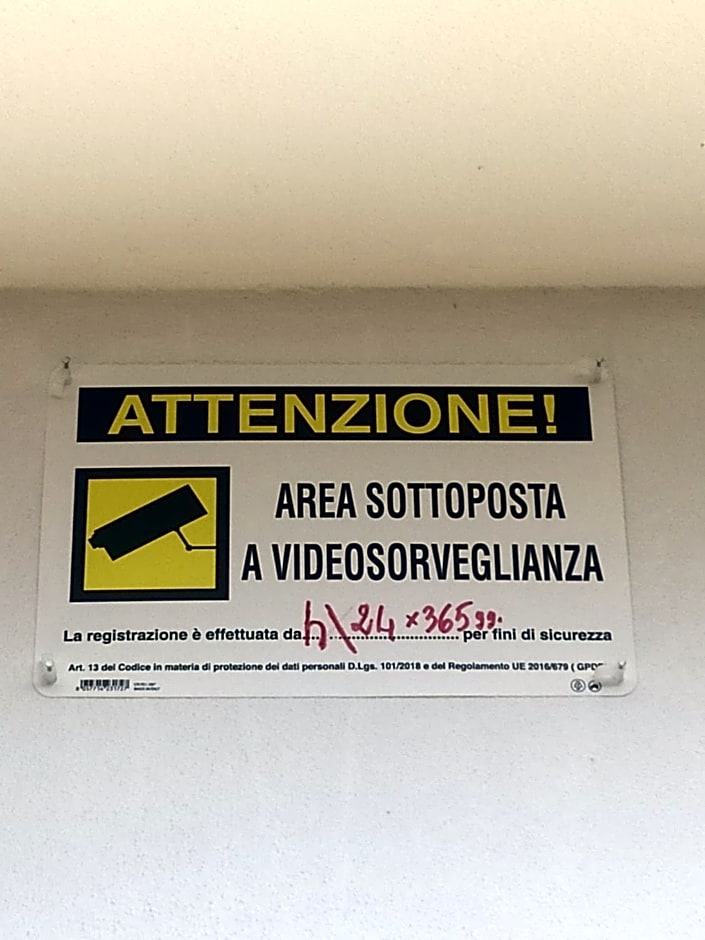 ATTENZIONE!
AREA SOTTOPOSTA
A VIDEOSORVEGLIANZA
La registrazione è effettuata da....h\24 x 365 gg. per fini di sicurezza
Art. 13 del Codice in materia di protezione dei dati personali D.Lgs. 101/2018 e del Regolamento UE 2016/679 (